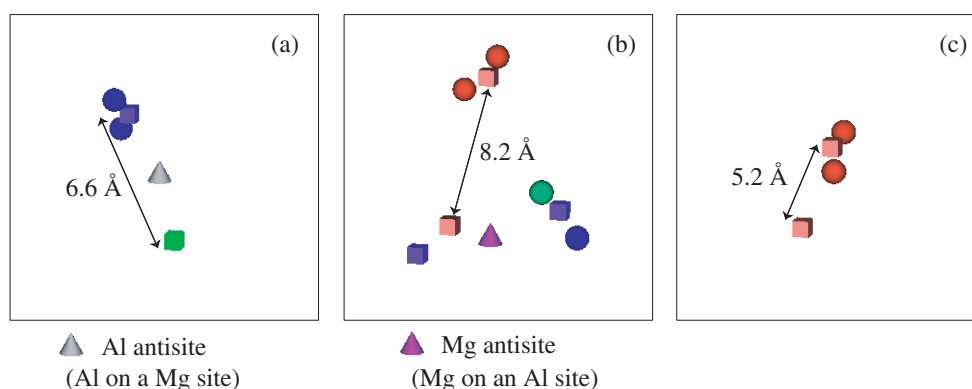 (a)
6.6 Å
(b)
8.2 Å
(c)
5.2 Å
Al antisite
(Al on a Mg site)
Mg antisite
(Mg on an Al site)